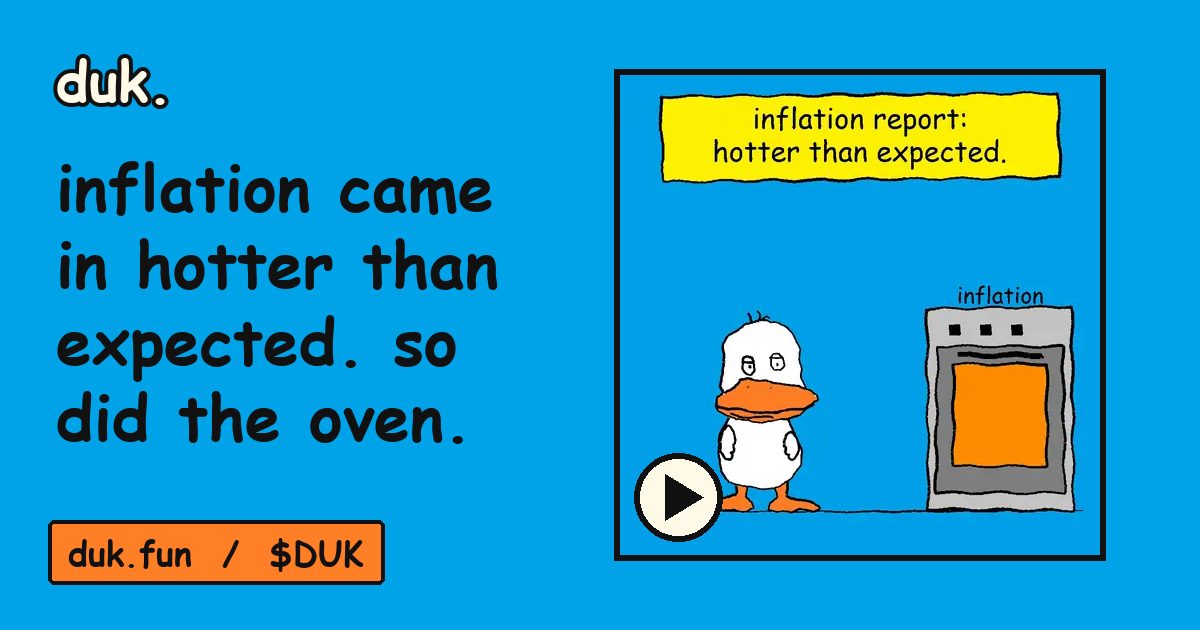 duk.
inflation came
in hotter than
expected. so
did the oven.
duk.fun / $DUK
inflation report:
hotter than expected.
inflation